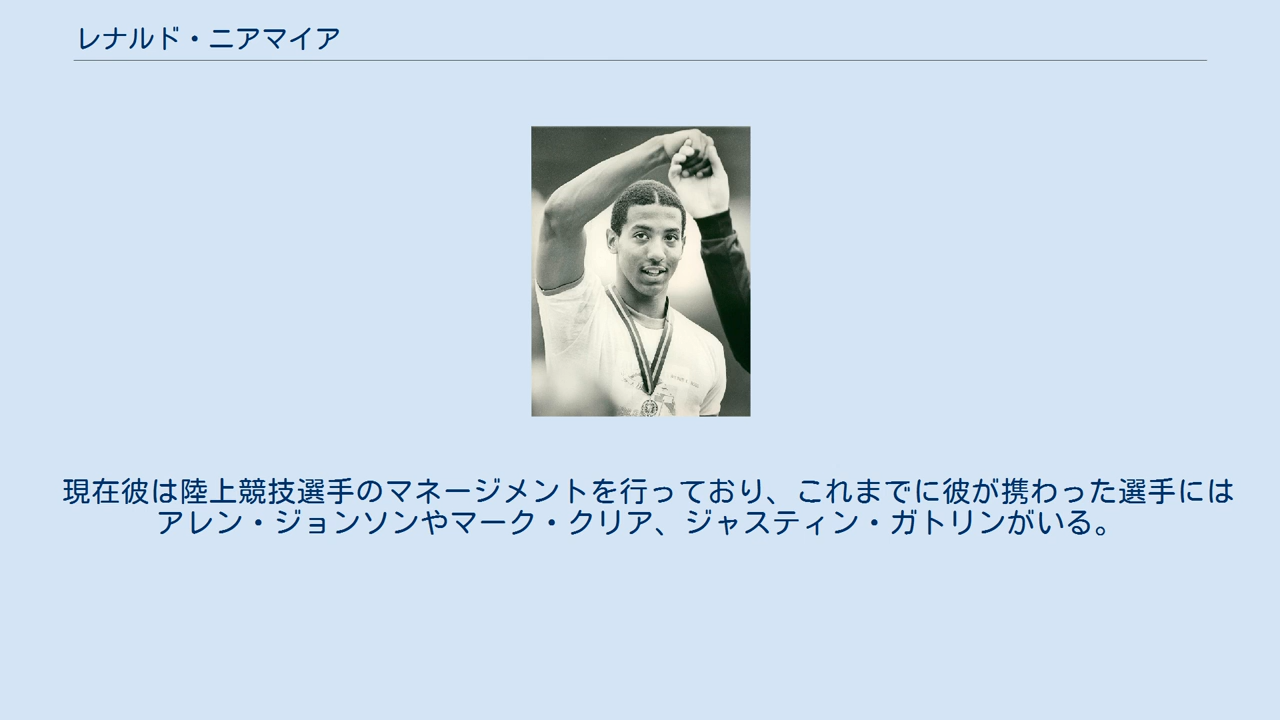 レナルド・ニアマイア
現在彼は陸上競技選手のマネージメントを行っており、これまでに彼が携わった選手には
アレン・ジョンソンやマーク・クリア、ジャスティン・ガトリンがいる。